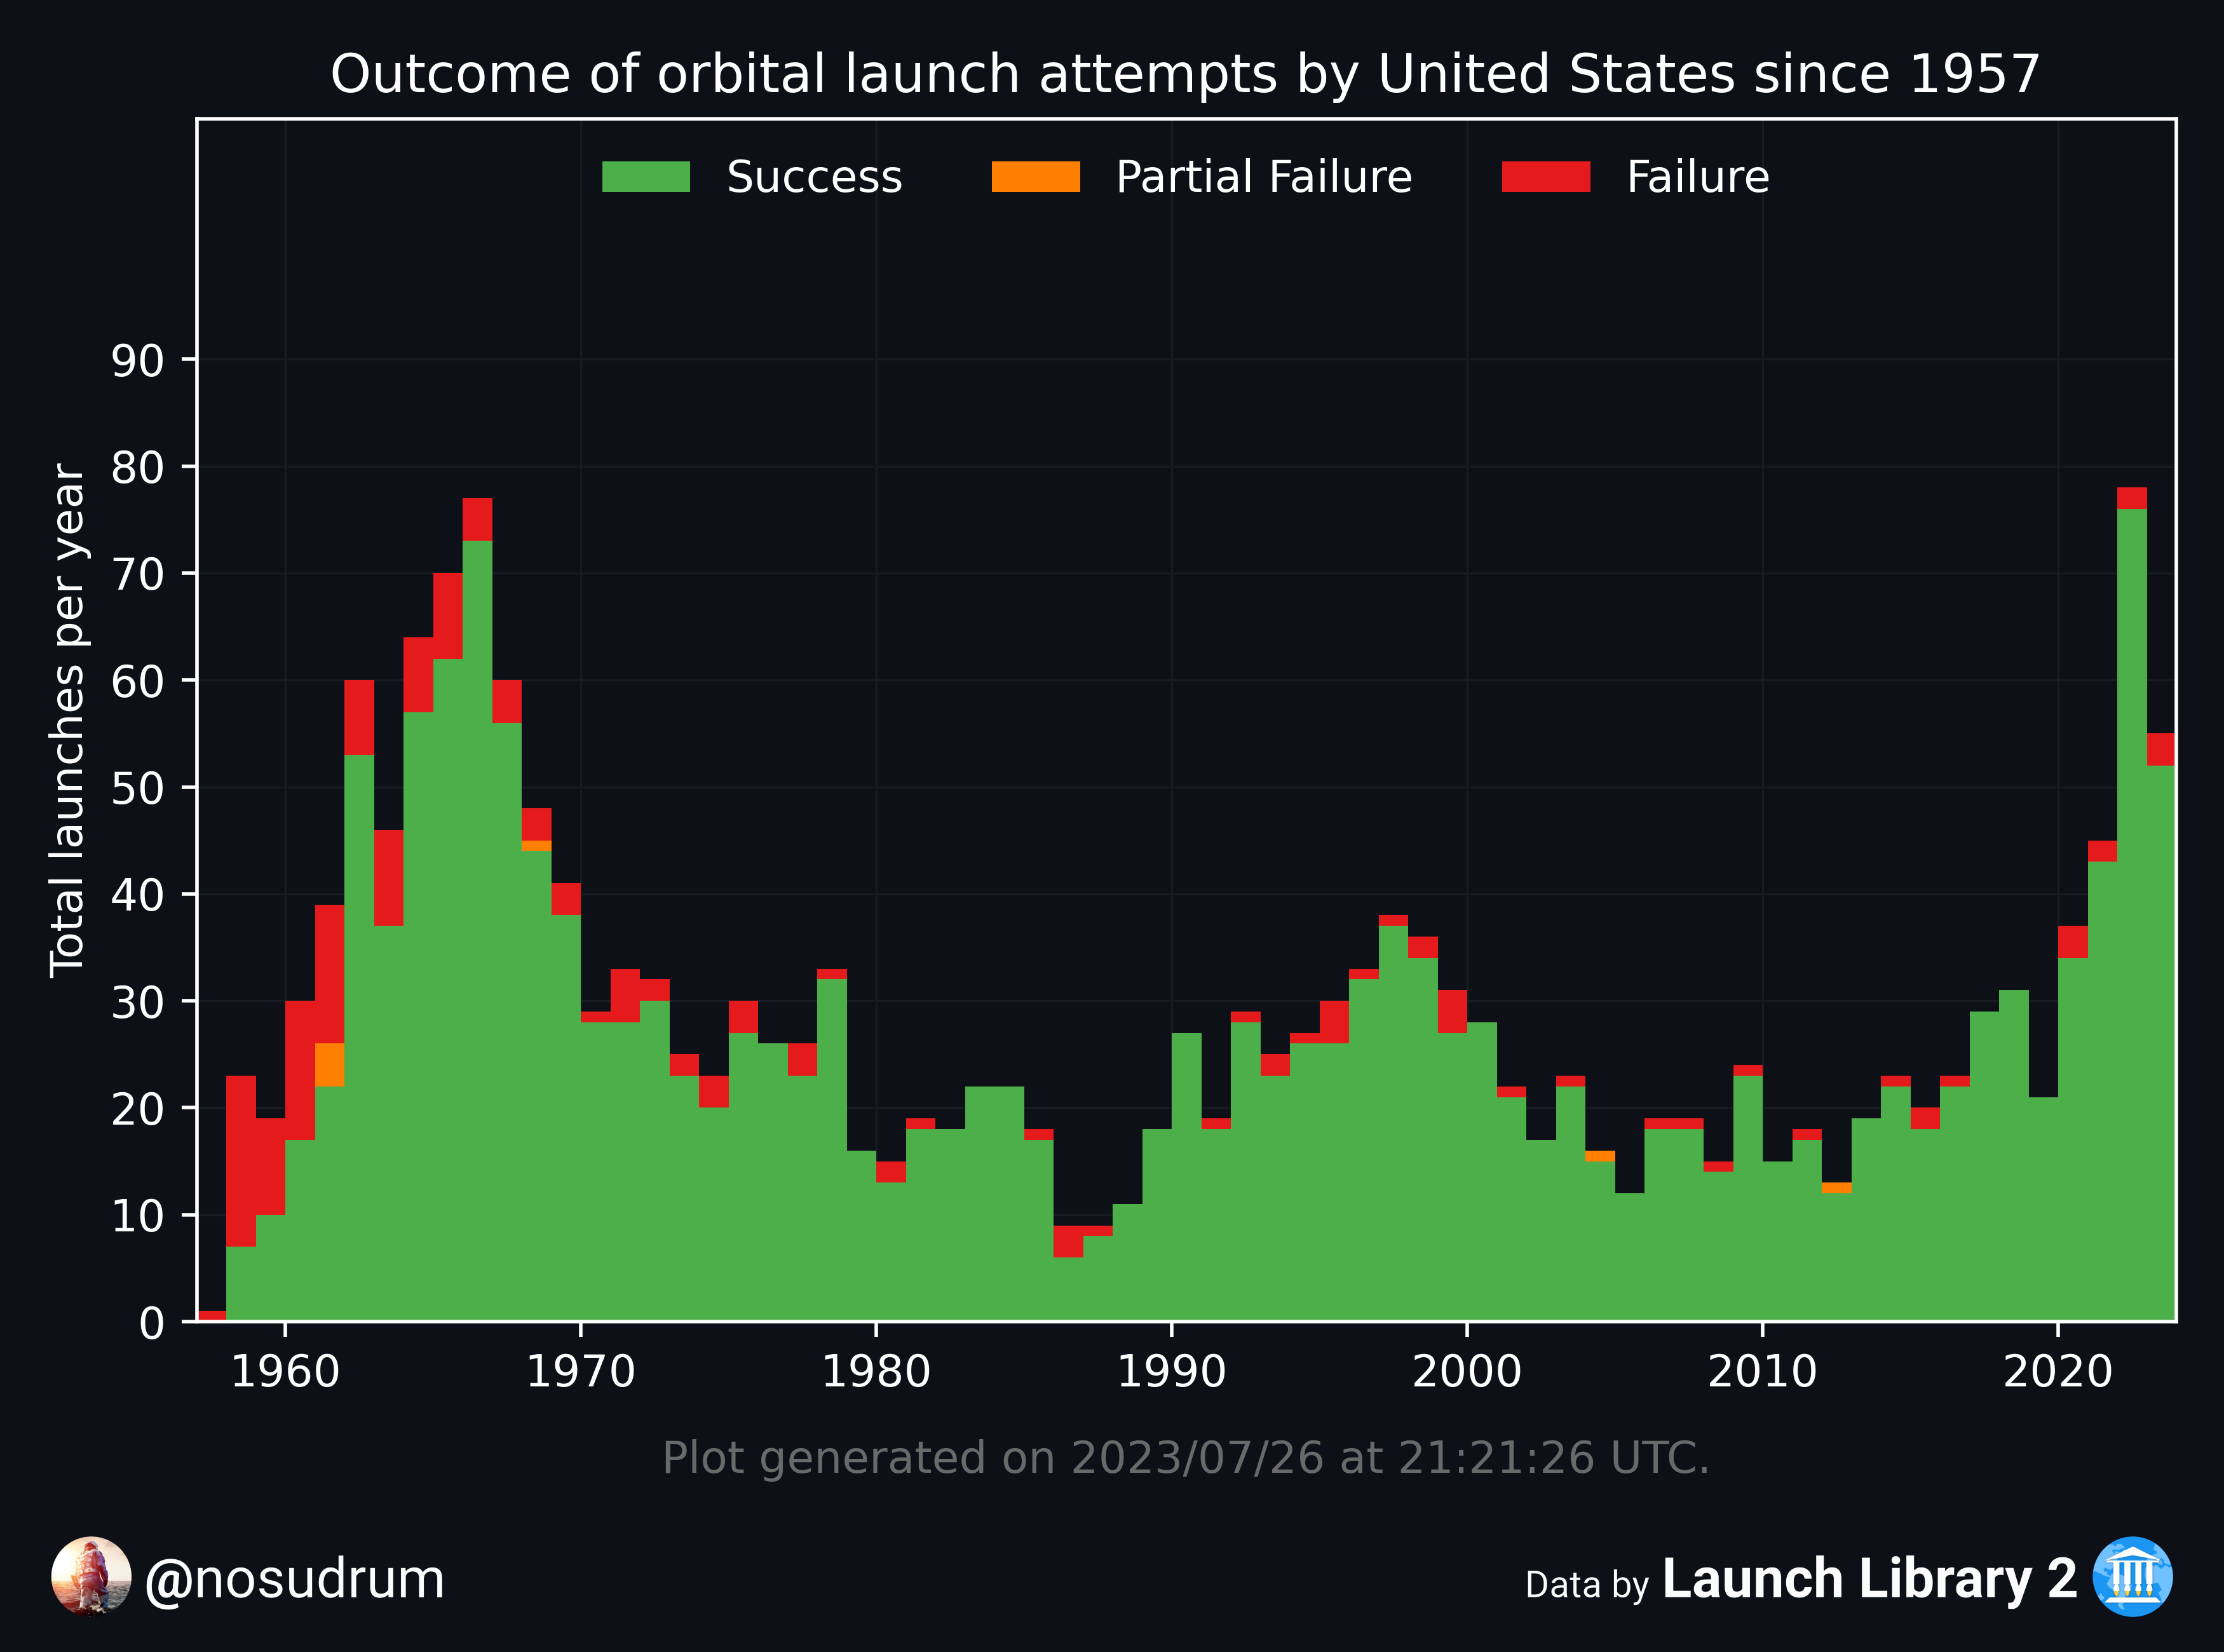 Outcome of orbital launch attempts by United States since 1957
Success Partial Failure Failure
Total launches per year
90
80
70
60
50
40
30
20
10
0
1960 1970 1980 1990 2000 2010 2020
Plot generated on 2023/07/26 at 21:21:26 UTC.
@nosudrum
Data by Launch Library 2